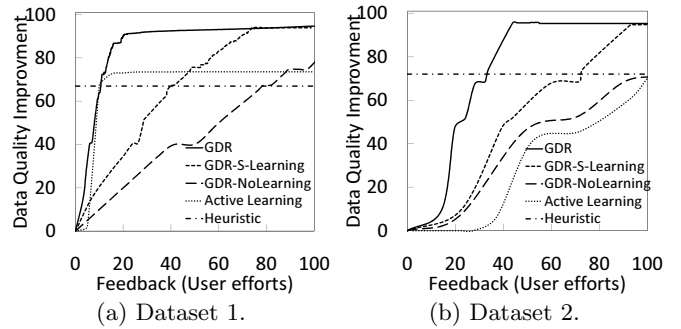 Data Quality Improvment
100
80
60
40
20
0
GDR
GDR-S-Learning
GDR-NoLearning
Active Learning
Heuristic
0 20 40 60 80 100
Feedback (User efforts)
(a) Dataset 1.
Data Quality Improvment
100
80
60
40
20
0
GDR
GDR-S-Learning
GDR-NoLearning
Active Learning
Heuristic
0 20 40 60 80 100
Feedback (User efforts)
(b) Dataset 2.